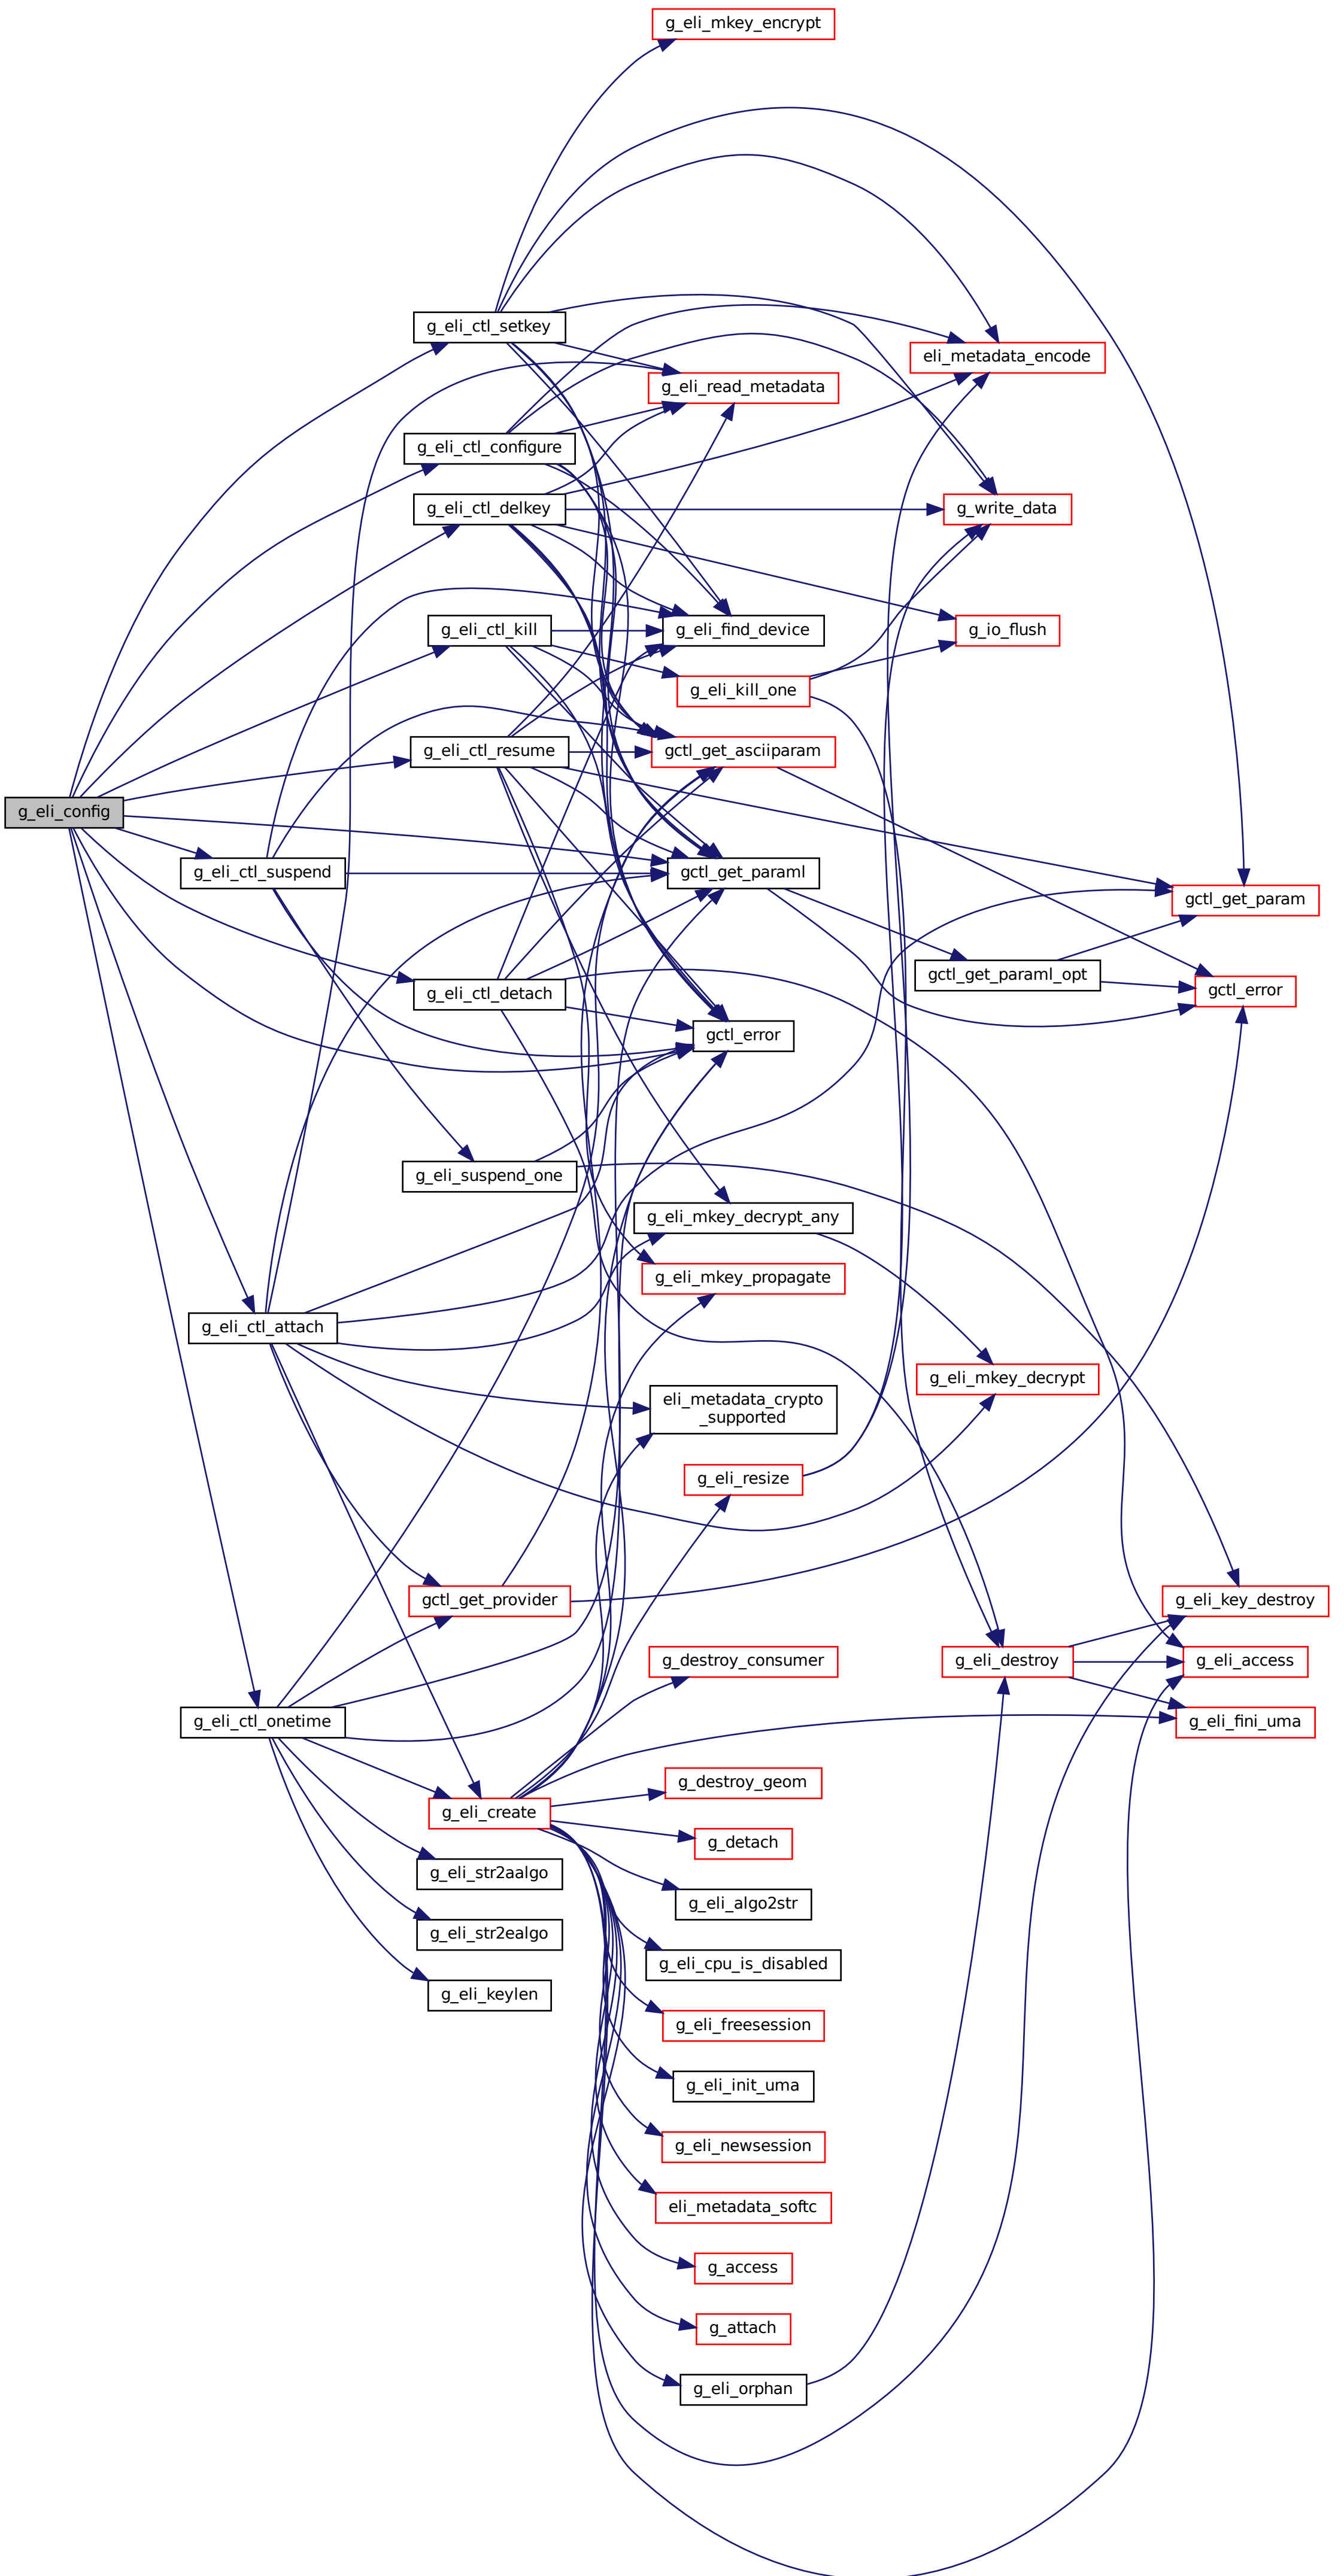 g_eli_mkey_encrypt
g_eli_ctl_setkey
eli_metadata_encode
g_eli_read_metadata
g_eli_ctl_configure
g_eli_ctl_delkey
g_write_data
g_eli_ctl_kill
g_eli_find_device
g_io_flush
g_eli_kill_one
g_eli_ctl_resume
gctl_get_asciiparam
g_eli_config
g_eli_ctl_suspend
gctl_get_paraml
gctl_get_param
gctl_get_paraml_opt
g_eli_ctl_detach
gctl_error
gctl_error
g_eli_suspend_one
g_eli_mkey_decrypt_any
g_eli_mkey_propagate
g_eli_ctl_attach
g_eli_mkey_decrypt
eli_metadata_crypto
_supported
g_eli_resize
gctl_get_provider
g_eli_key_destroy
g_destroy_consumer
g_eli_destroy
g_eli_access
g_eli_ctl_onetime
g_eli_fini_uma
g_destroy_geom
g_eli_create
g_detach
g_eli_str2aalgo
g_eli_algo2str
g_eli_str2ealgo
g_eli_cpu_is_disabled
g_eli_keylen
g_eli_freesession
g_eli_init_uma
g_eli_newsession
eli_metadata_softc
g_access
g_attach
g_eli_orphan